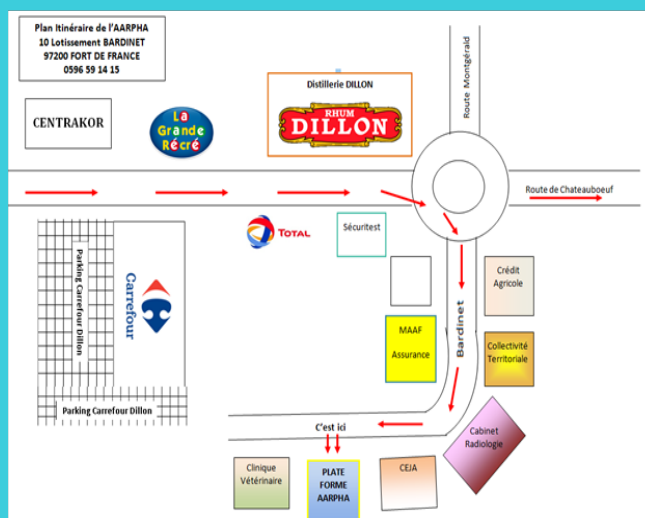 Plan Itinéraire de l'AARPHA
10 Lotissement BARDINET
97200 FORT DE FRANCE
0596 59 14 15
CENTRAKOR
La
Grande
Récré
Distillerie DILLON
RHUM
DILLON
Route Montgérald
Route de Chateauboeuf
TOTAL
Sécuritest
Parking Carrefour Dillon
Carrefour
Crédit
Agricole
MAAF
Assurance
Bardinet
Collectivité
Territoriale
Parking Carrefour Dillon
C'est ici
Cabinet
Radiologie
Clinique
Vétérinaire
PLATE
FORME
AARPHA
CEJA